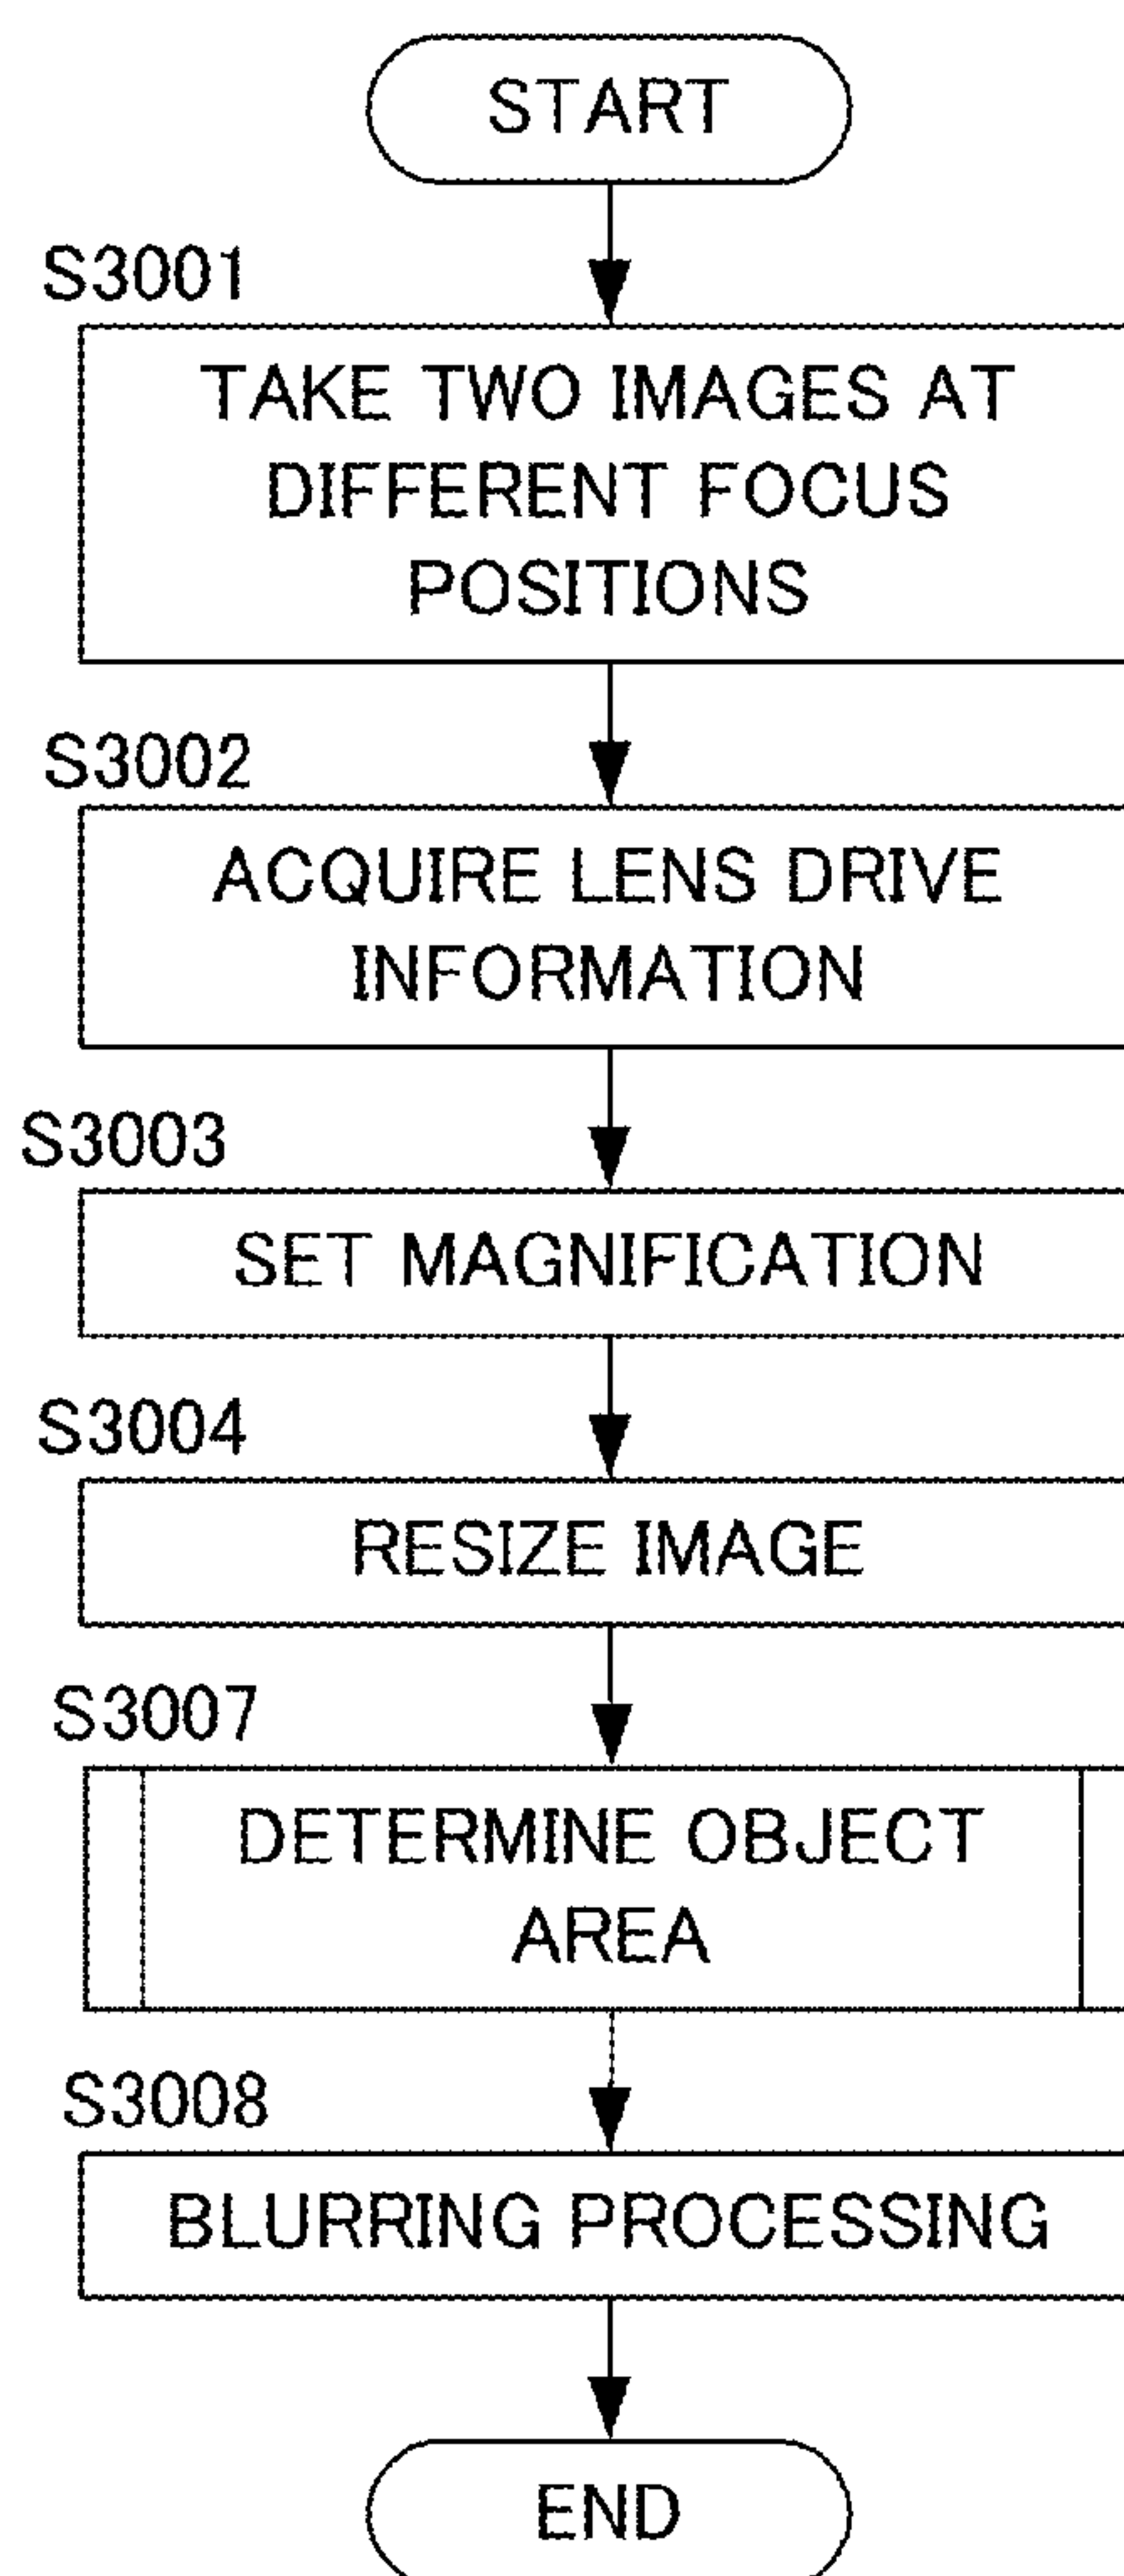 START
S3001
TAKE TWO IMAGES AT
DIFFERENT FOCUS
POSITIONS
S3002
ACQUIRE LENS DRIVE
INFORMATION
S3003
SET MAGNIFICATION
S3004
RESIZE IMAGE
S3007
DETERMINE OBJECT
AREA
S3008
BLURRING PROCESSING
END